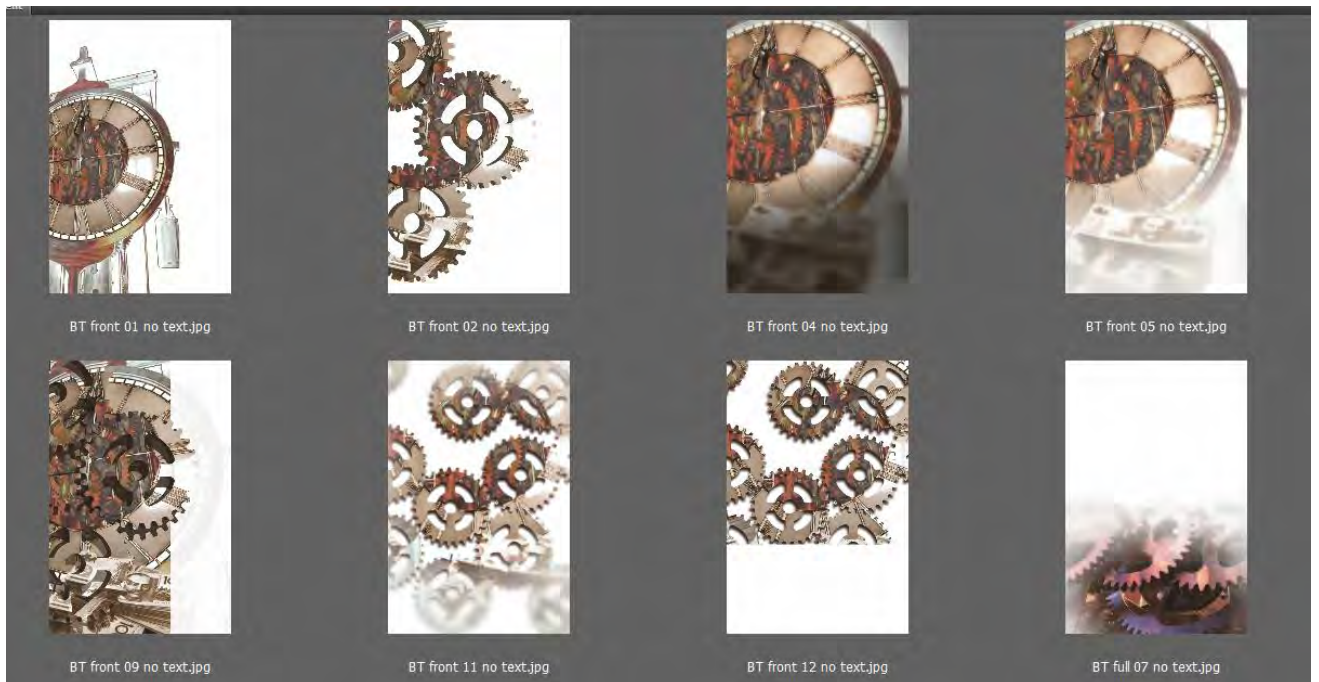 BT front 01 no text.jpg
BT front 02 no text.jpg
BT front 04 no text.jpg
BT front 05 no text.jpg
BT front 09 no text.jpg
BT front 11 no text.jpg
BT front 12 no text.jpg
BT full 07 no text.jpg